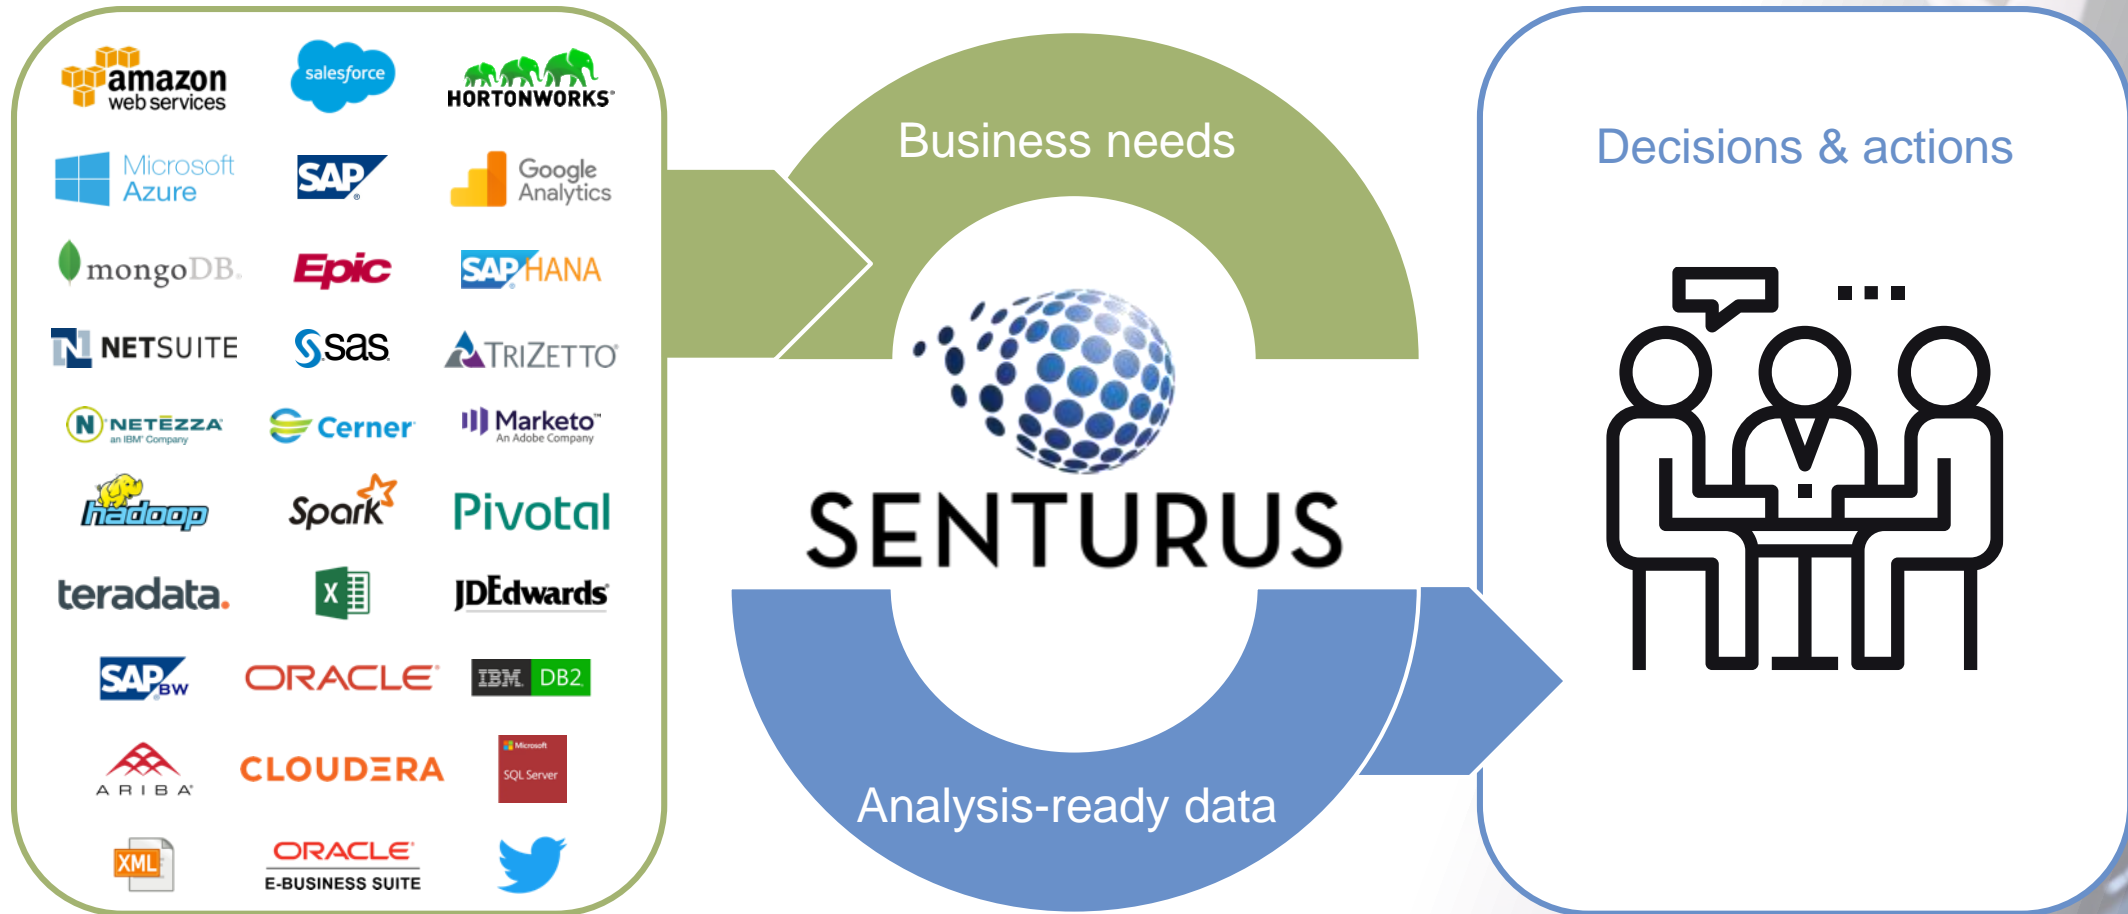 amazon
web services
salesforce
HORTONWORKS®
Microsoft
Azure
SAP®
Google
Analytics
mongoDB®
Epic
SAP® HANA
N NETSUITE
S.sas
TRIZETTO®
N NETĒZZA®
an IBM® Company
Cerner
Marketo™
An Adobe Company
hadoop
Spark
Pivotal
teradata.
X
JDEdwards
SAP BW
ORACLE®
IBM. DB2.
ARIBA®
CLOUDERA
Microsoft
SQL Server
XML
ORACLE®
E-BUSINESS SUITE
Business needs
SENTURUS
Analysis-ready data
Decisions & actions